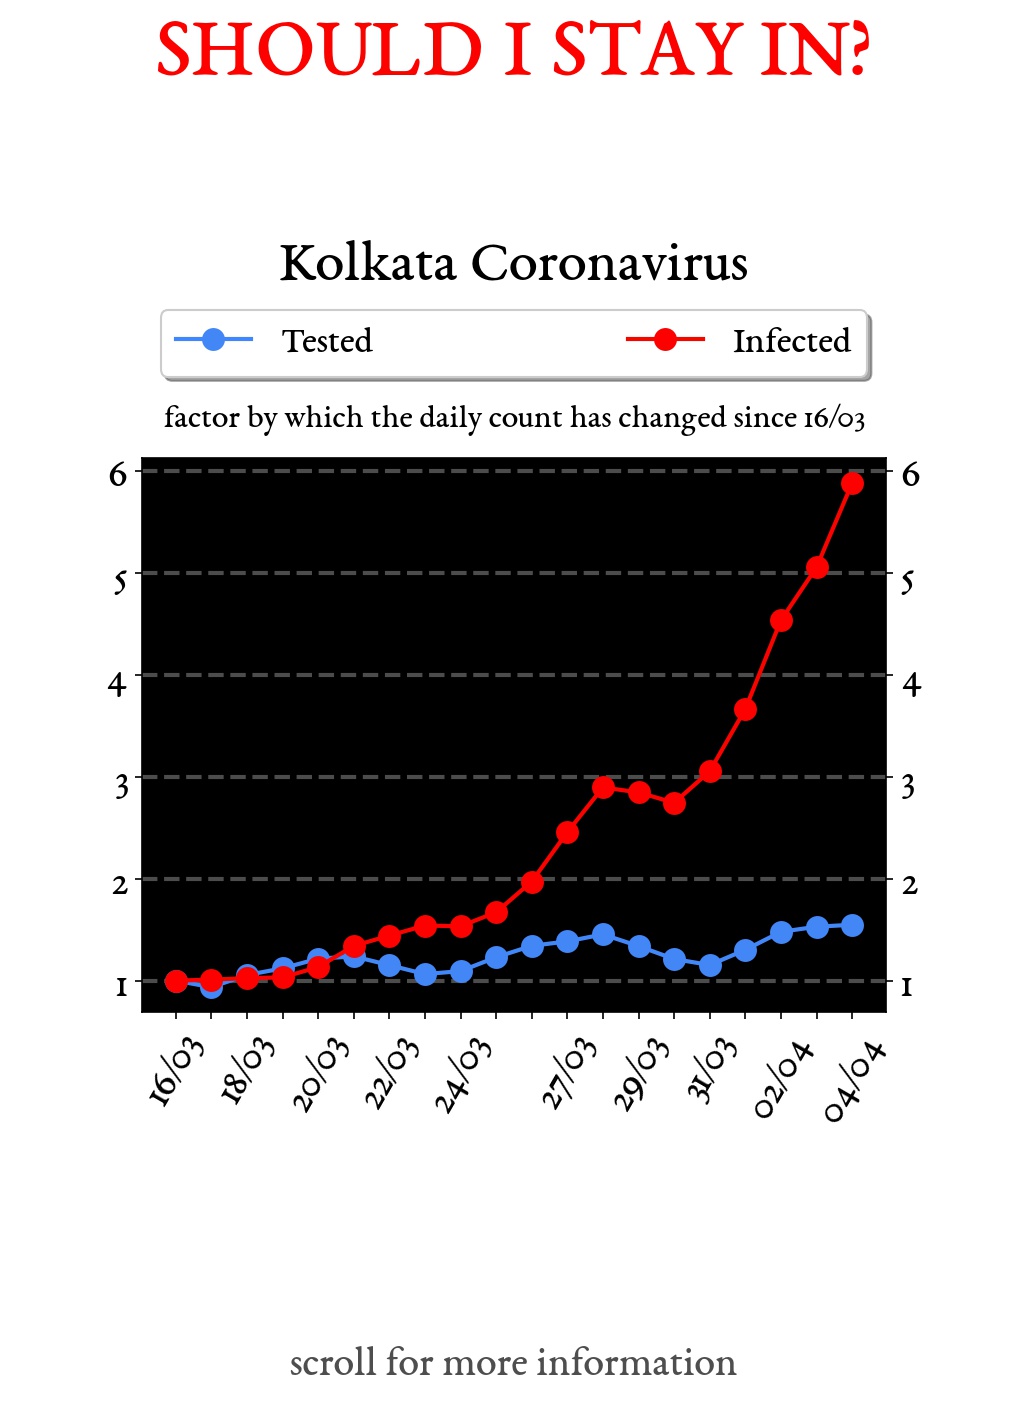 SHOULD I STAY IN?
Kolkata Coronavirus
Tested Infected
factor by which the daily count has changed since 16/03
6 6
5 5
4 4
3 3
2 2
1 1
16/03 18/03 20/03 22/03 24/03 27/03 29/03 31/03 02/04 04/04
scroll for more information